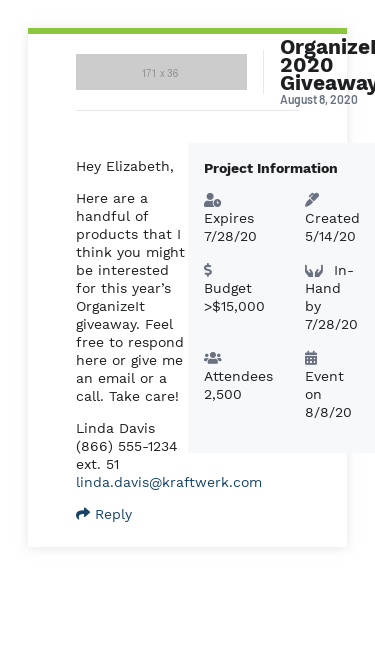 171 x 36
OrganizeI
2020
Giveaway
August 8, 2020
Hey Elizabeth,
Here are a
handful of
products that I
think you might
be interested
for this year’s
OrganizeIt
giveaway. Feel
free to respond
here or give me
an email or a
call. Take care!
Linda Davis
(866) 555-1234
ext. 51
linda.davis@kraftwerk.com
Reply
Project Information
Expires
7/28/20
Created
5/14/20
Budget
>$15,000
In-
Hand
by
7/28/20
Attendees
2,500
Event
on
8/8/20